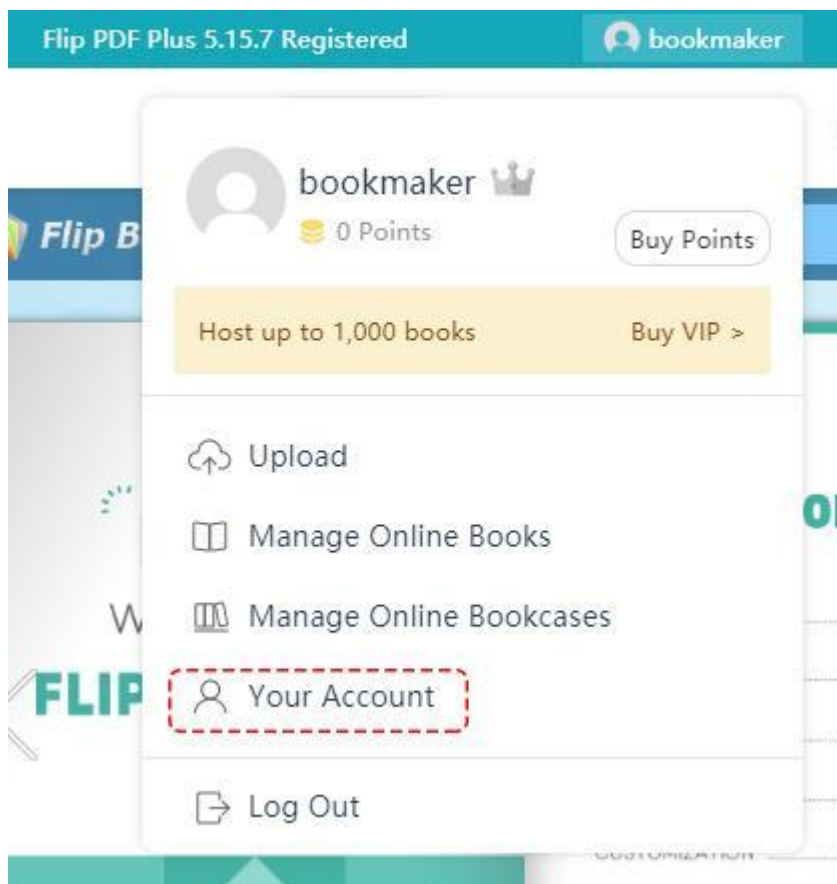 Flip PDF Plus 5.15.7 Registered bookmaker
bookmaker
0 Points
Buy Points
Flip B
Host up to 1,000 books Buy VIP >
Upload
Manage Online Books
Manage Online Bookcases
FLIP
Your Account
Log Out
CUSTOMIZATION